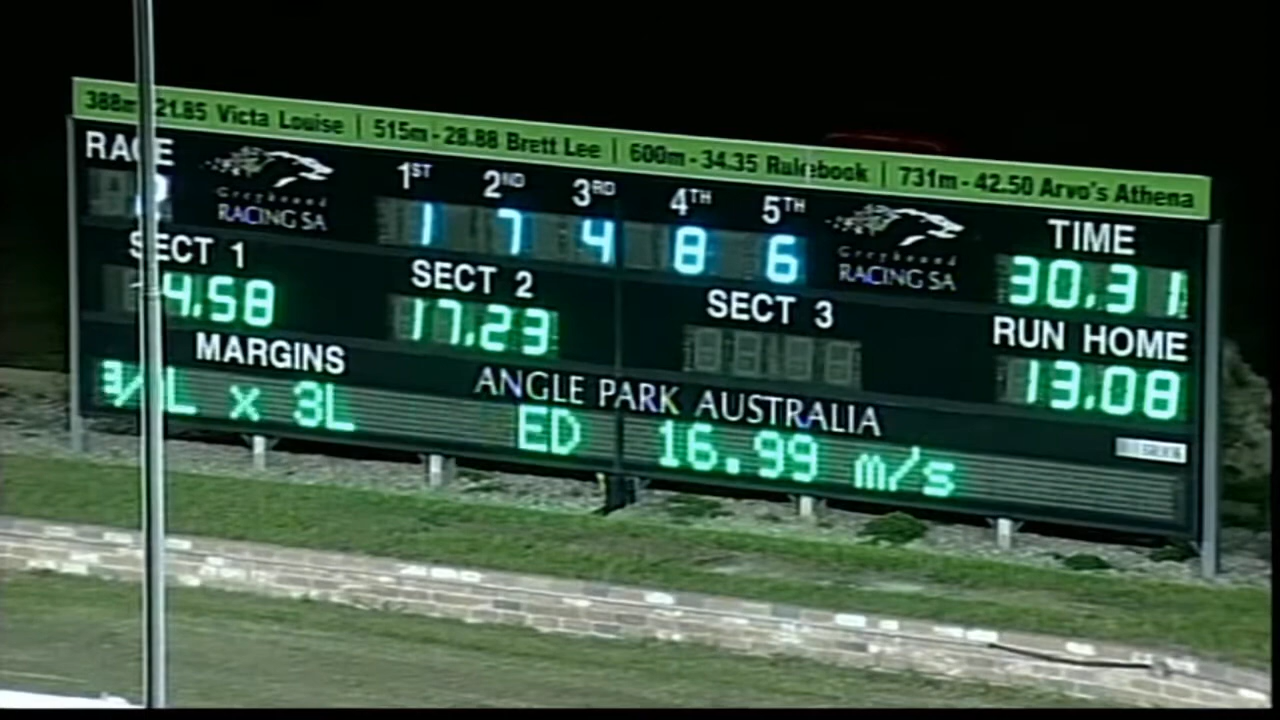 388m-21.85 Victa Louise | 515m-28.88 Brett Lee | 600m-34.35 Rulebook | 731m-42.50 Arvo's Athena
RACE
Greyhound
RACING SA
1ST 2ND 3RD 4TH 5TH
1 7 4 8 6
Greyhound
RACING SA
TIME
30.31
SECT 1
4.58
SECT 2
17.23
SECT 3
RUN HOME
13.08
MARGINS
ANGLE PARK AUSTRALIA
L x 3L ED 16.99 m/s